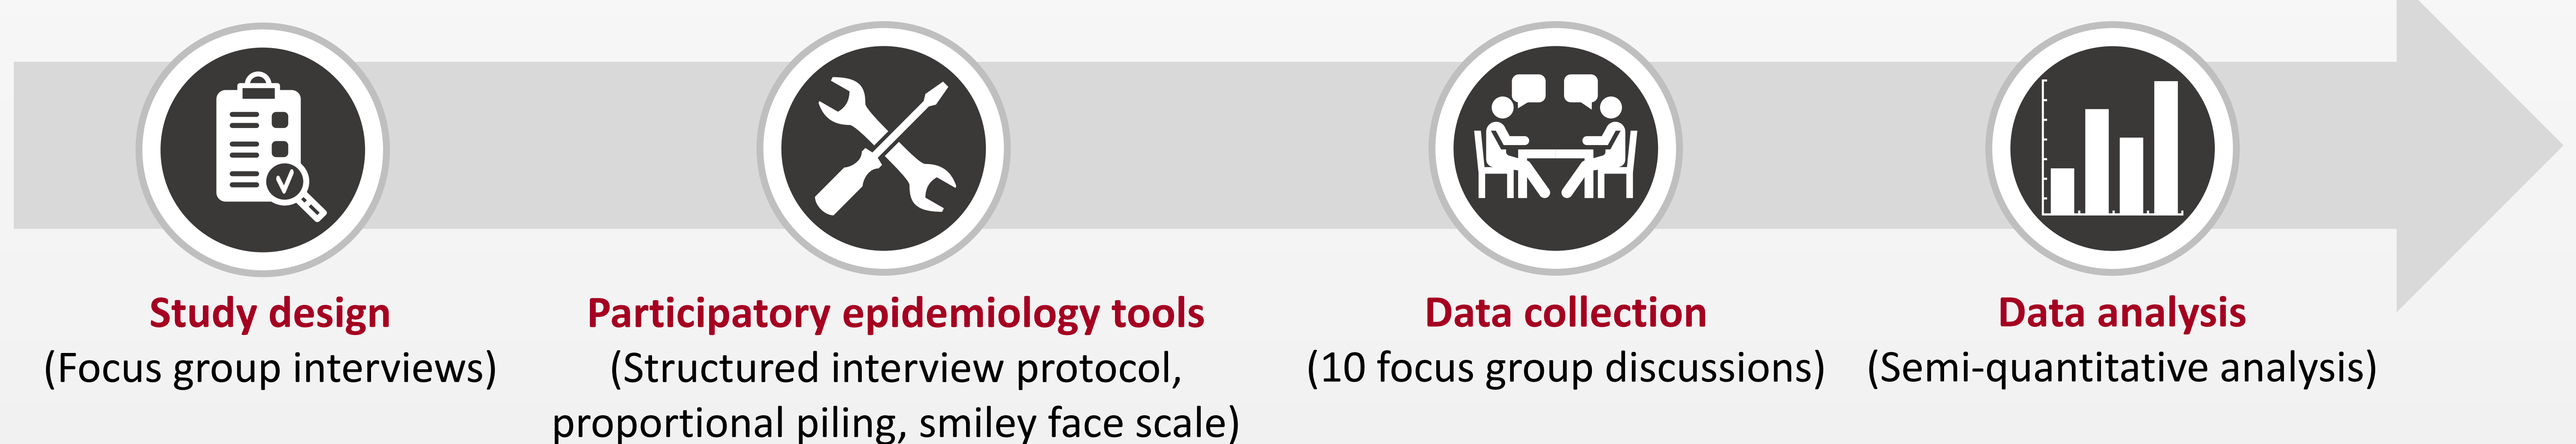 Study design
(Focus group interviews)
Participatory epidemiology tools
(Structured interview protocol,
proportional piling, smiley face scale)
Data collection
(10 focus group discussions)
Data analysis
(Semi-quantitative analysis)